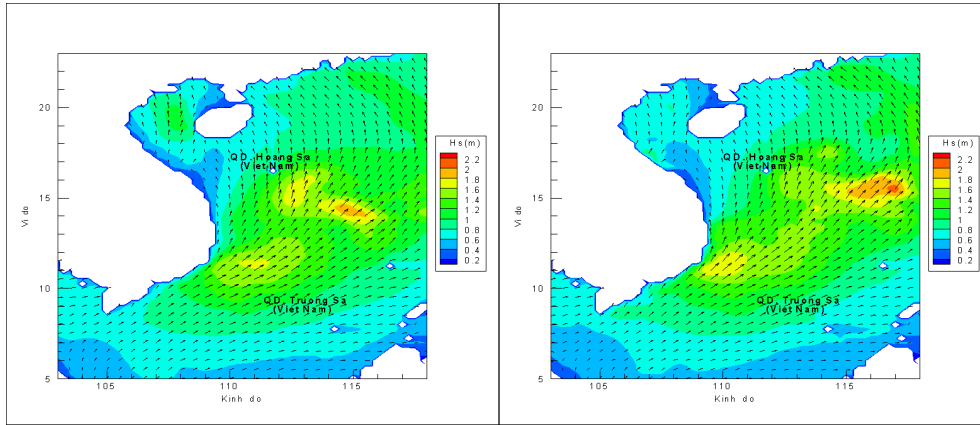 Hs(m)
2.2
2
1.8
1.6
1.4
1.2
1
0.8
0.6
0.4
0.2
20
15
10
5
Vi do
QD. Hoang Sa
(Viet Nam)
QD. Truong Sa
(Viet Nam)
105
110
115
Kinh do
Hs(m)
2.2
2
1.8
1.6
1.4
1.2
1
0.8
0.6
0.4
0.2
20
15
10
5
Vi do
QD. Hoang Sa
(Viet Nam)
QD. Truong Sa
(Viet Nam)
105
110
115
Kinh do